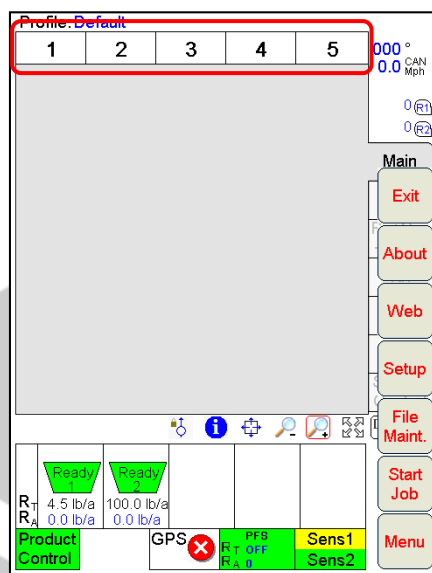 Profile: Default
1 2 3 4 5
000 °
0.0 CAN Mph
0 R1
0 R2
Main
Exit
About
Web
Setup
File Maint.
Start Job
Menu
Ready 1
Ready 2
RT 4.5 lb/a 100.0 lb/a
RA 0.0 lb/a 0.0 lb/a
Product Control
GPS
PFS
RT OFF
RA 0
Sens1
Sens2